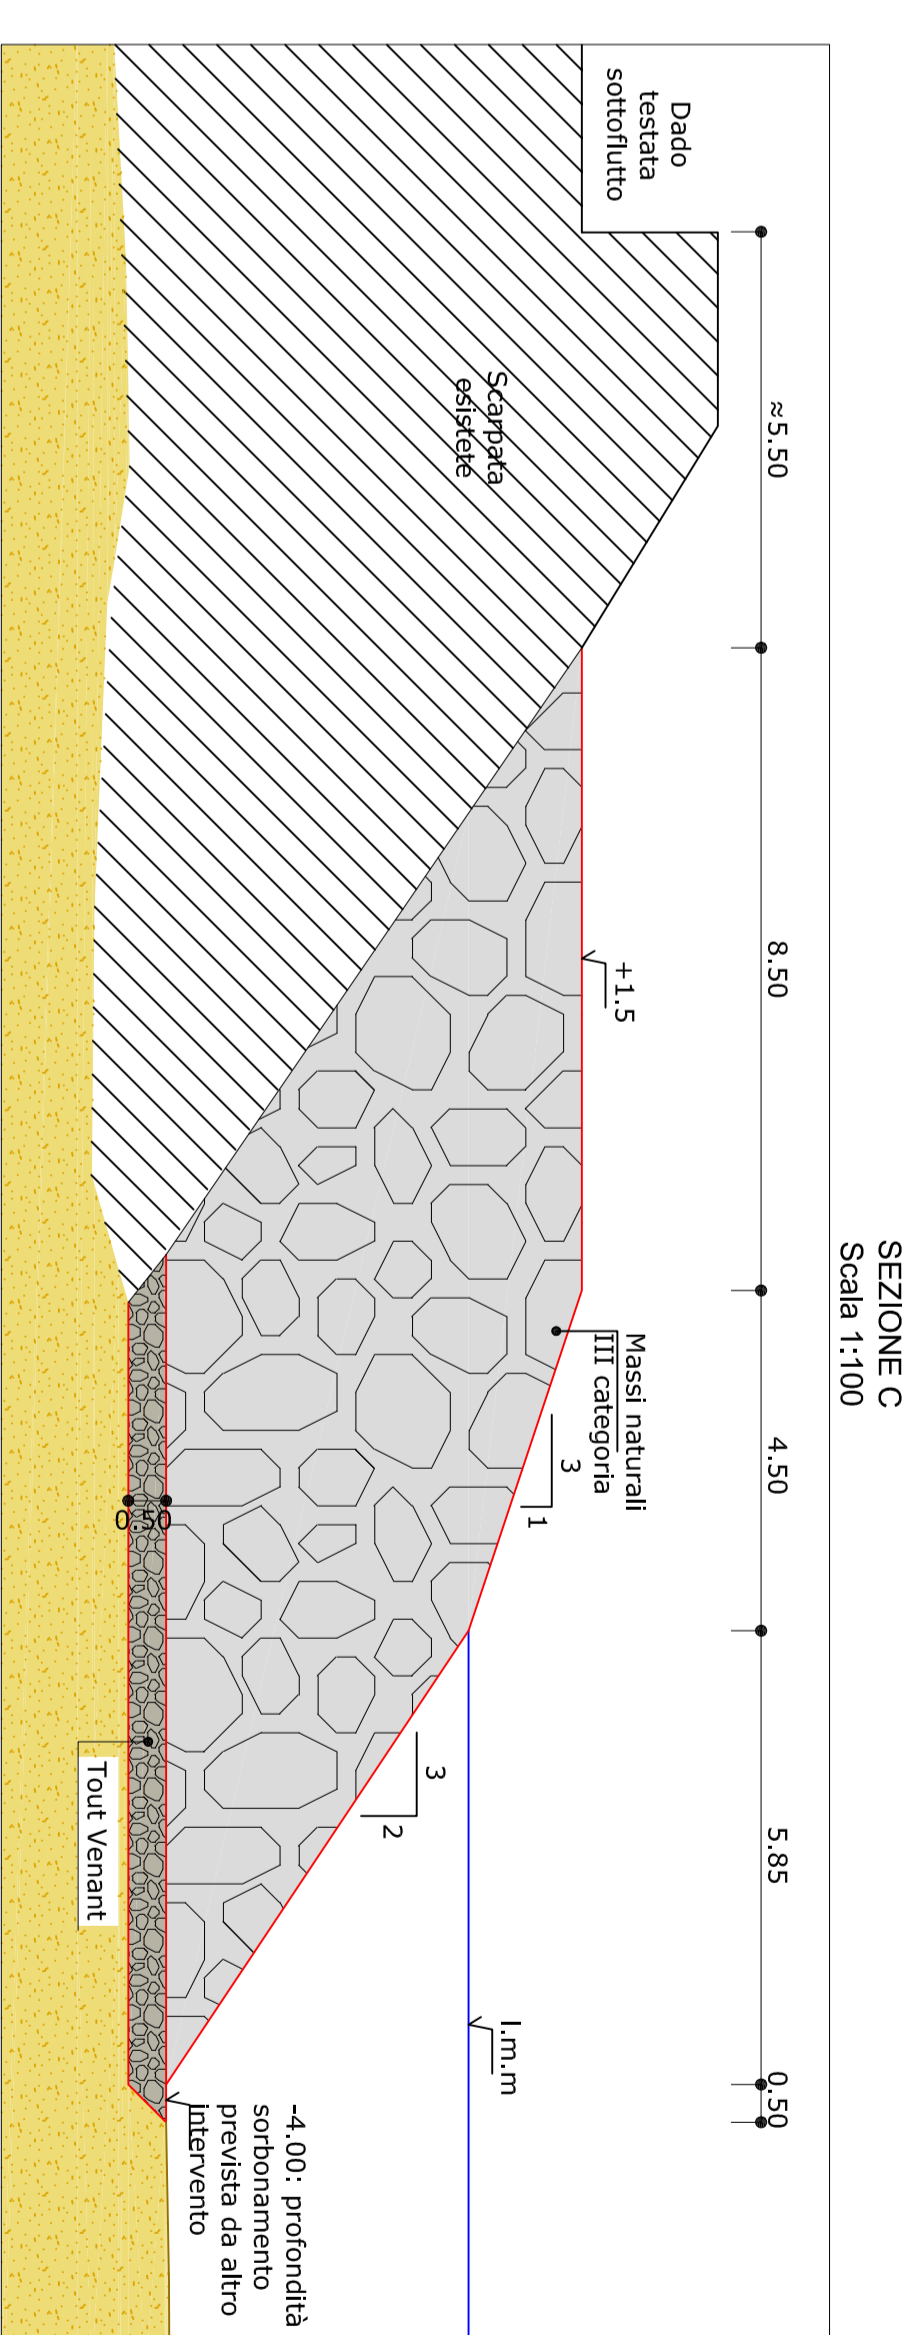 SEZIONE C
Scala 1:100
≈5.50
8.50
4.50
5.85
0.50
Dado
testata
sottoflutto
Scarpata
esistete
+1.5
Massi naturali
III categoria
3
1
3
2
l.m.m
0.50
Tout Venant
-4.00: profondità
sorbonamento
prevista da altro
intervento